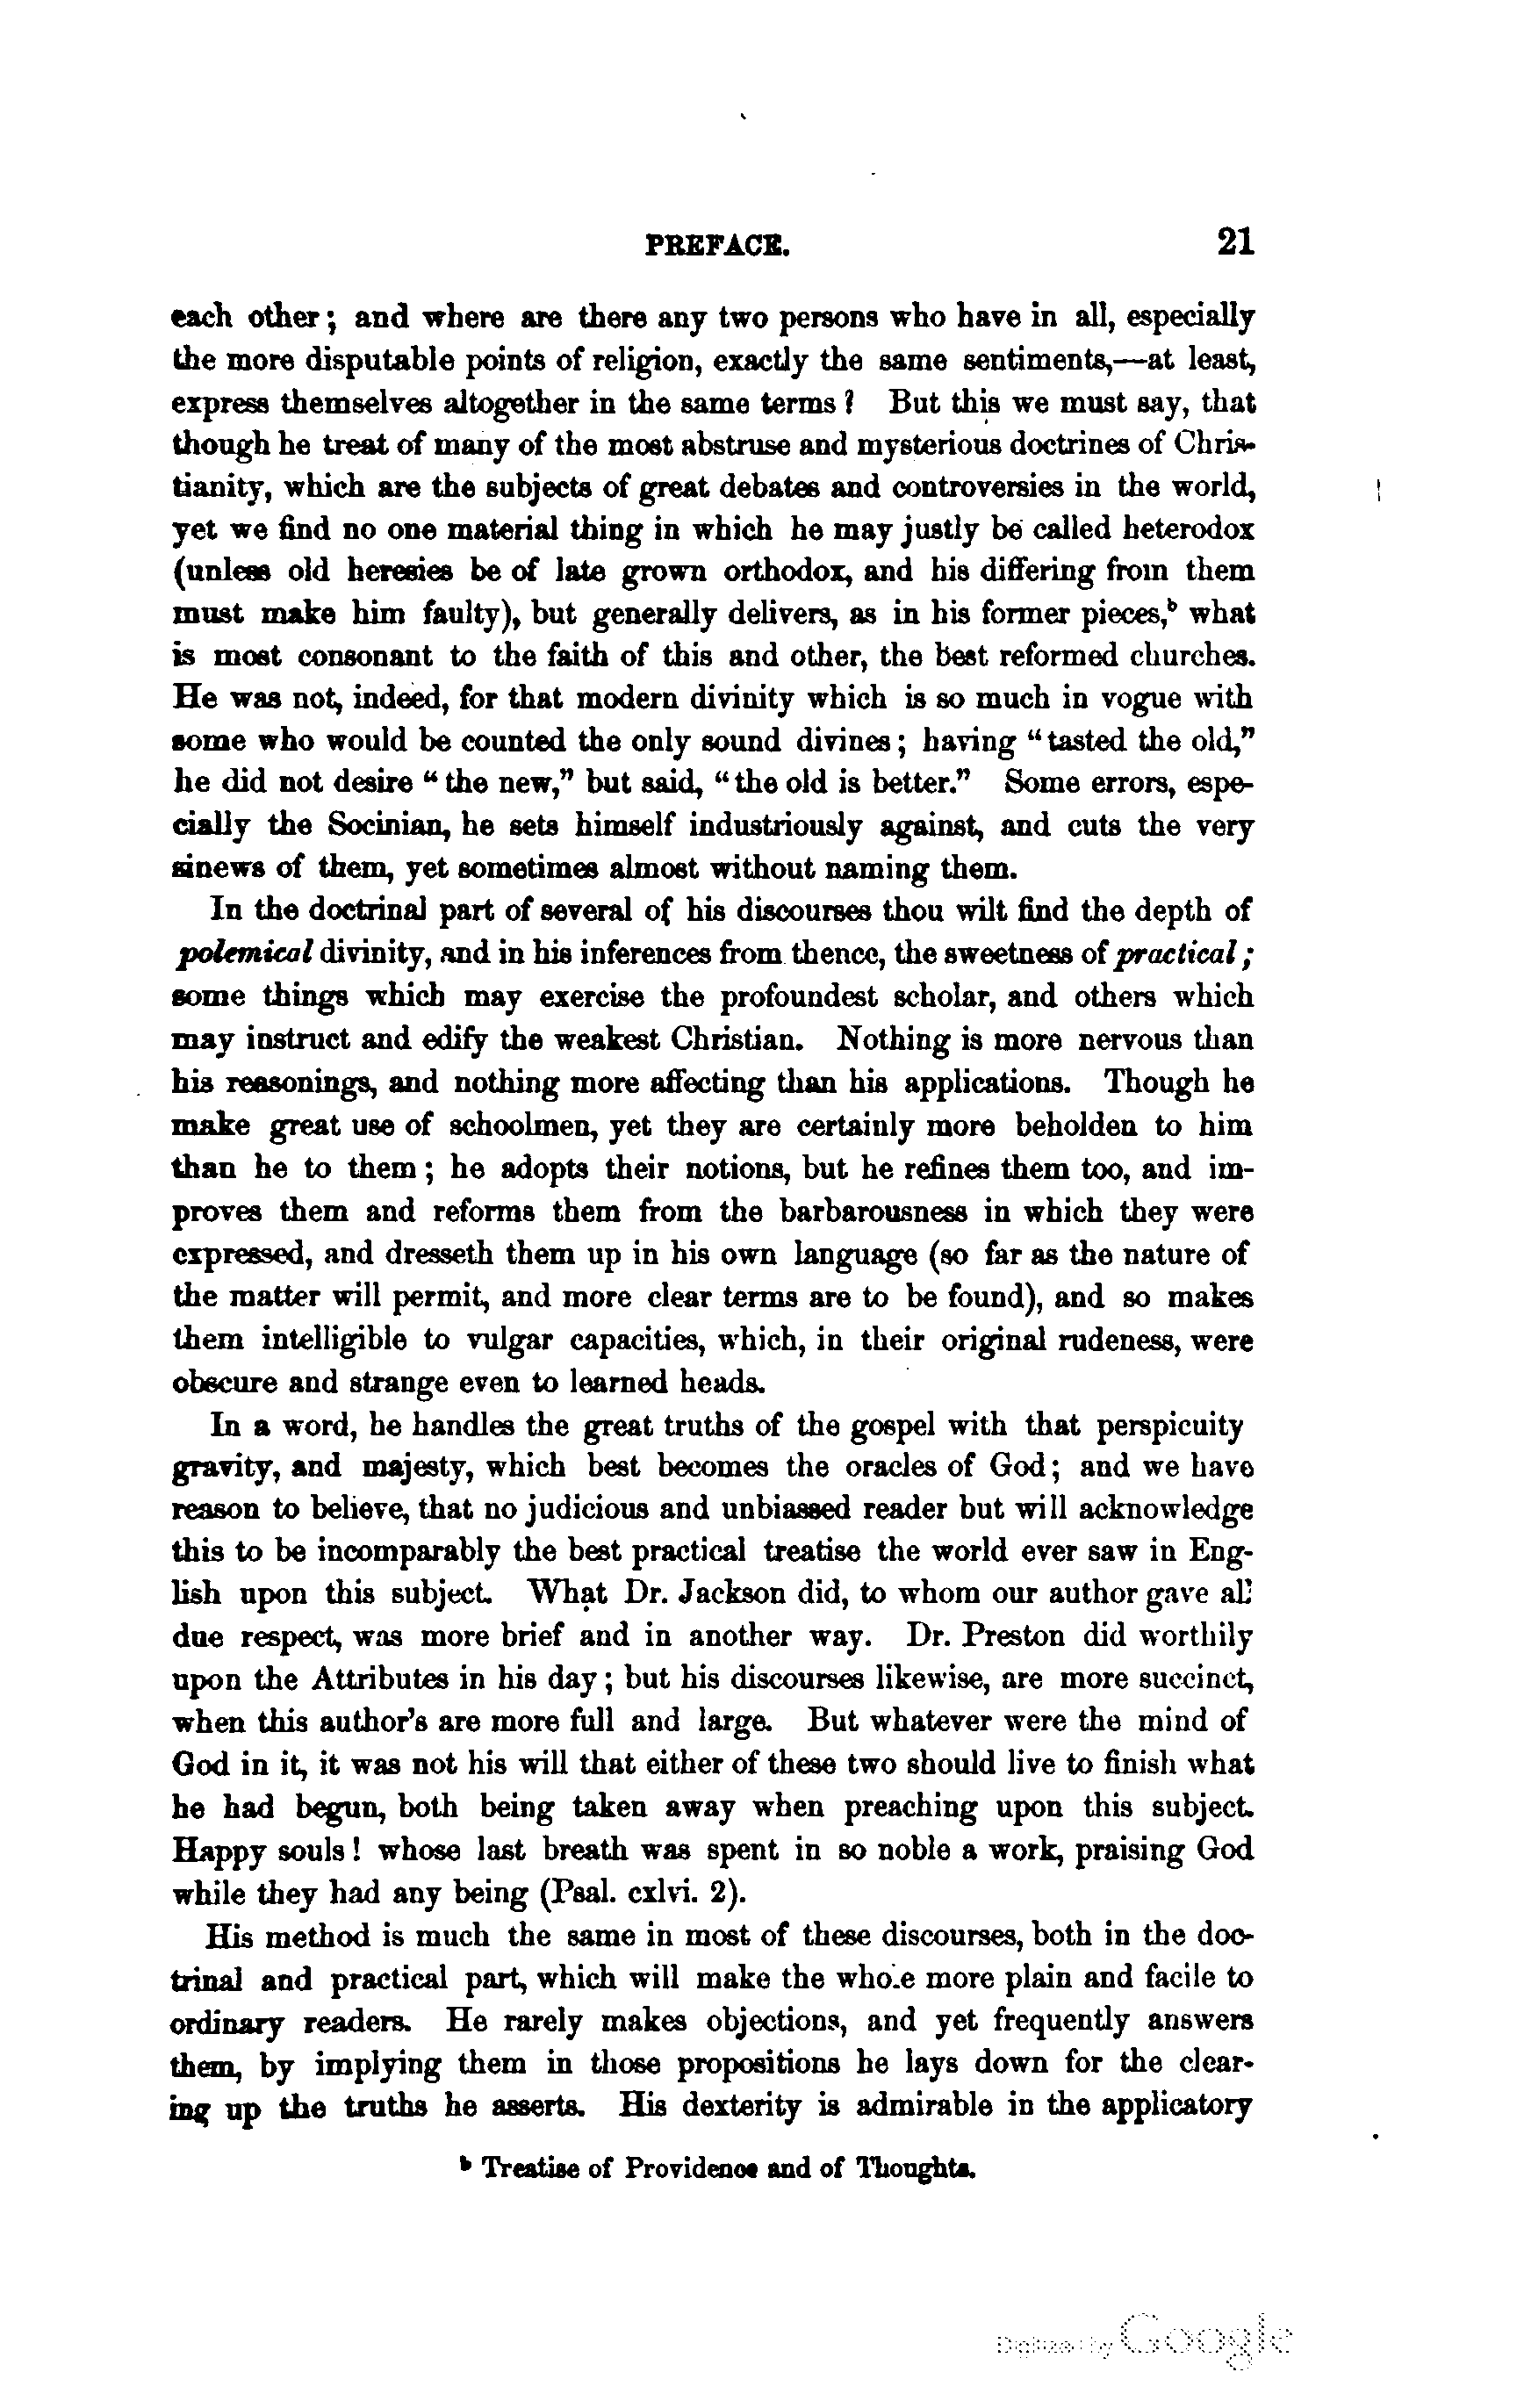 PREFACE. 21
each other; and where are there any two persons who have in all, especially
the more disputable points of religion, exactly the same sentiments,—at least,
express themselves altogether in the same terms? But this we must say, that
though he treat of many of the most abstruse and mysterious doctrines of Chris-
tianity, which are the subjects of great debates and controversies in the world,
yet we find no one material thing in which he may justly be called heterodox
(unless old heresies be of late grown orthodox, and his differing from them
must make him faulty), but generally delivers, as in his former pieces,ᵇ what
is most consonant to the faith of this and other, the best reformed churches.
He was not, indeed, for that modern divinity which is so much in vogue with
some who would be counted the only sound divines; having "tasted the old,"
he did not desire "the new," but said, "the old is better." Some errors, espe-
cially the Socinian, he sets himself industriously against, and cuts the very
sinews of them, yet sometimes almost without naming them.
In the doctrinal part of several of his discourses thou wilt find the depth of
polemical divinity, and in his inferences from thence, the sweetness of practical;
some things which may exercise the profoundest scholar, and others which
may instruct and edify the weakest Christian. Nothing is more nervous than
his reasonings, and nothing more affecting than his applications. Though he
make great use of schoolmen, yet they are certainly more beholden to him
than he to them; he adopts their notions, but he refines them too, and im-
proves them and reforms them from the barbarousness in which they were
expressed, and dresseth them up in his own language (so far as the nature of
the matter will permit, and more clear terms are to be found), and so makes
them intelligible to vulgar capacities, which, in their original rudeness, were
obscure and strange even to learned heads.
In a word, he handles the great truths of the gospel with that perspicuity
gravity, and majesty, which best becomes the oracles of God; and we have
reason to believe, that no judicious and unbiassed reader but will acknowledge
this to be incomparably the best practical treatise the world ever saw in Eng-
lish upon this subject. What Dr. Jackson did, to whom our author gave all
due respect, was more brief and in another way. Dr. Preston did worthily
upon the Attributes in his day; but his discourses likewise, are more succinct,
when this author's are more full and large. But whatever were the mind of
God in it, it was not his will that either of these two should live to finish what
he had begun, both being taken away when preaching upon this subject.
Happy souls! whose last breath was spent in so noble a work, praising God
while they had any being (Psal. cxlvi. 2).
His method is much the same in most of these discourses, both in the doc-
trinal and practical part, which will make the whole more plain and facile to
ordinary readers. He rarely makes objections, and yet frequently answers
them, by implying them in those propositions he lays down for the clear-
ing up the truths he asserts. His dexterity is admirable in the applicatory
ᵇ Treatise of Providence and of Thoughts.
Digitized by Google